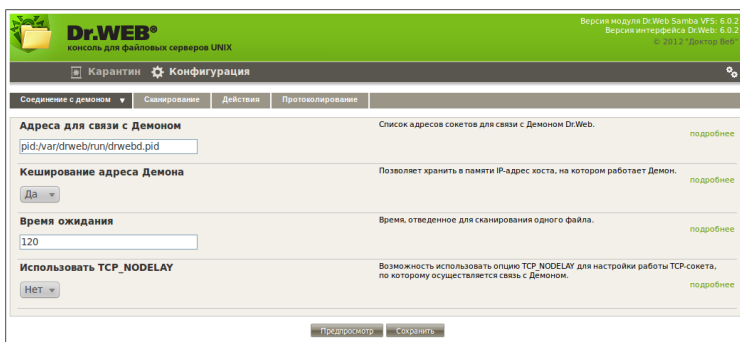 Dr.WEB®
консоль для файловых серверов UNIX
Версия модуля Dr.Web Samba VFS: 6.0.2
Версия интерфейса Dr.Web: 6.0.2
© 2012 "Доктор Веб"
Карантин Конфигурация
Соединение с демоном Сканирование Действия Протоколирование
Адреса для связи с Демоном
Список адресов сокетов для связи с Демоном Dr.Web.
подробнее
pid:/var/drweb/run/drwebd.pid
Кеширование адреса Демона
Позволяет хранить в памяти IP-адрес хоста, на котором работает Демон.
подробнее
Да
Время ожидания
Время, отведенное для сканирования одного файла.
подробнее
120
Использовать TCP_NODELAY
Возможность использовать опцию TCP_NODELAY для настройки работы TCP-сокета,
по которому осуществляется связь с Демоном.
подробнее
Нет
Предпросмотр Сохранить